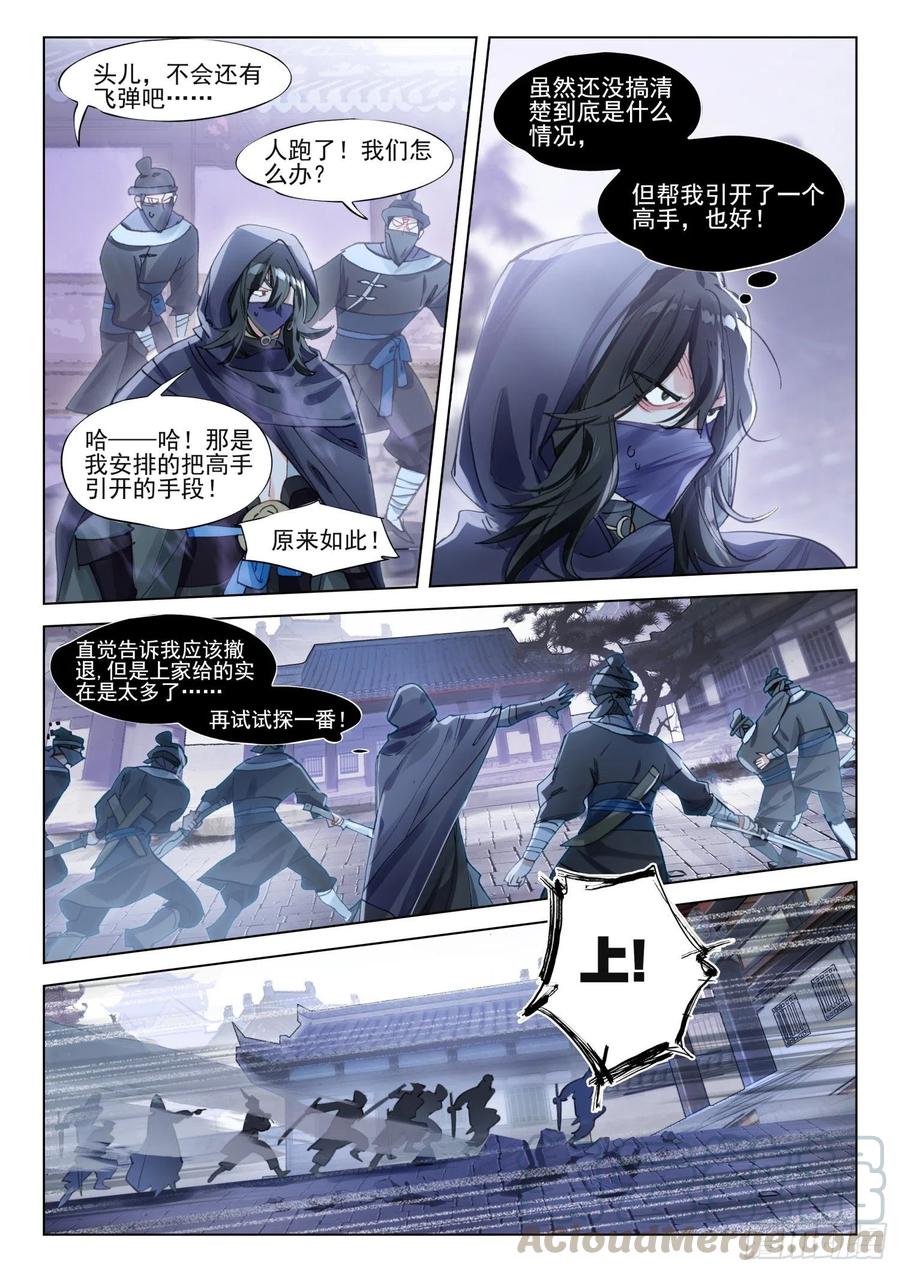 头儿，不会还有
飞弹吧……
人跑了！我们怎
么办？
哈——哈！那是
我安排的把高手
引开的手段！
原来如此！
虽然还没搞清
楚到底是什么
情况，
但帮我引开了一个
高手，也好！
直觉告诉我应该撤
退,但是上家给的实
在是太多了……
再试试探一番！
上！
AcloudMerge.com